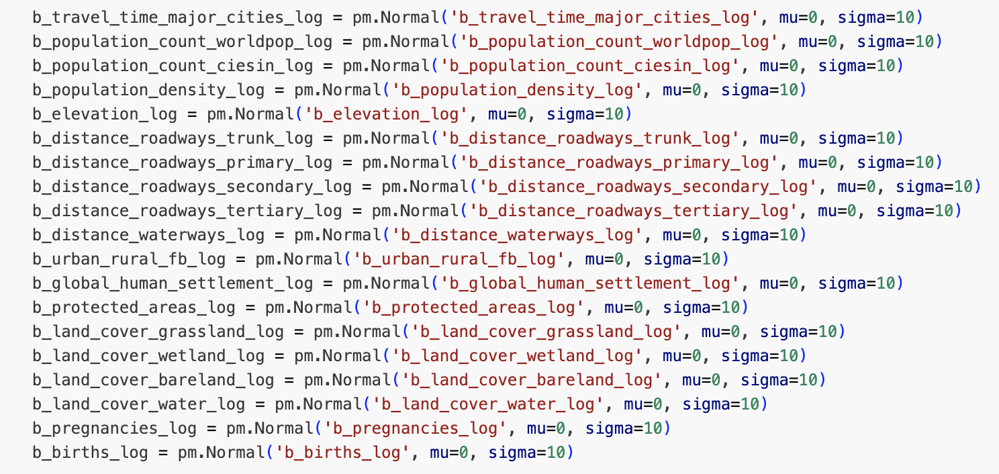 b_travel_time_major_cities_log = pm.Normal('b_travel_time_major_cities_log', mu=0, sigma=10)
b_population_count_worldpop_log = pm.Normal('b_population_count_worldpop_log', mu=0, sigma=10)
b_population_count_ciesin_log = pm.Normal('b_population_count_ciesin_log', mu=0, sigma=10)
b_population_density_log = pm.Normal('b_population_density_log', mu=0, sigma=10)
b_elevation_log = pm.Normal('b_elevation_log', mu=0, sigma=10)
b_distance_roadways_trunk_log = pm.Normal('b_distance_roadways_trunk_log', mu=0, sigma=10)
b_distance_roadways_primary_log = pm.Normal('b_distance_roadways_primary_log', mu=0, sigma=10)
b_distance_roadways_secondary_log = pm.Normal('b_distance_roadways_secondary_log', mu=0, sigma=10)
b_distance_roadways_tertiary_log = pm.Normal('b_distance_roadways_tertiary_log', mu=0, sigma=10)
b_distance_waterways_log = pm.Normal('b_distance_waterways_log', mu=0, sigma=10)
b_urban_rural_fb_log = pm.Normal('b_urban_rural_fb_log', mu=0, sigma=10)
b_global_human_settlement_log = pm.Normal('b_global_human_settlement_log', mu=0, sigma=10)
b_protected_areas_log = pm.Normal('b_protected_areas_log', mu=0, sigma=10)
b_land_cover_grassland_log = pm.Normal('b_land_cover_grassland_log', mu=0, sigma=10)
b_land_cover_wetland_log = pm.Normal('b_land_cover_wetland_log', mu=0, sigma=10)
b_land_cover_bareland_log = pm.Normal('b_land_cover_bareland_log', mu=0, sigma=10)
b_land_cover_water_log = pm.Normal('b_land_cover_water_log', mu=0, sigma=10)
b_pregnancies_log = pm.Normal('b_pregnancies_log', mu=0, sigma=10)
b_births_log = pm.Normal('b_births_log', mu=0, sigma=10)